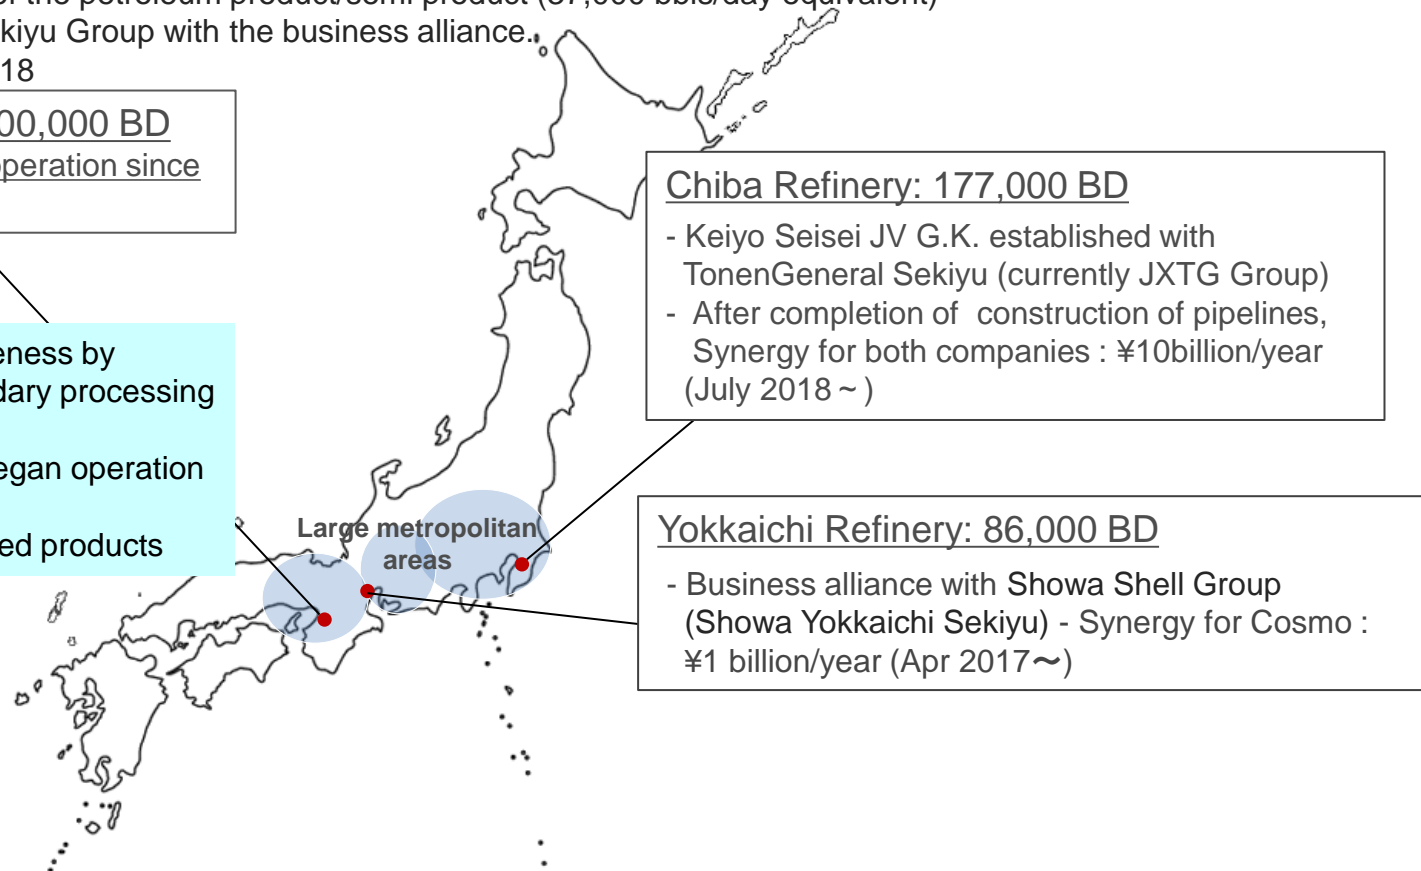 kiyu Group with the business alliance.
18
00,000 BD
operation since
eness by
dary processing
egan operation
ed products
Large metropolitan
areas
Chiba Refinery: 177,000 BD
- Keiyo Seisei JV G.K. established with
TonenGeneral Sekiyu (currently JXTG Group)
- After completion of construction of pipelines,
Synergy for both companies : ¥10billion/year
(July 2018 ~ )
Yokkaichi Refinery: 86,000 BD
- Business alliance with Showa Shell Group
(Showa Yokkaichi Sekiyu) - Synergy for Cosmo :
¥1 billion/year (Apr 2017〜)